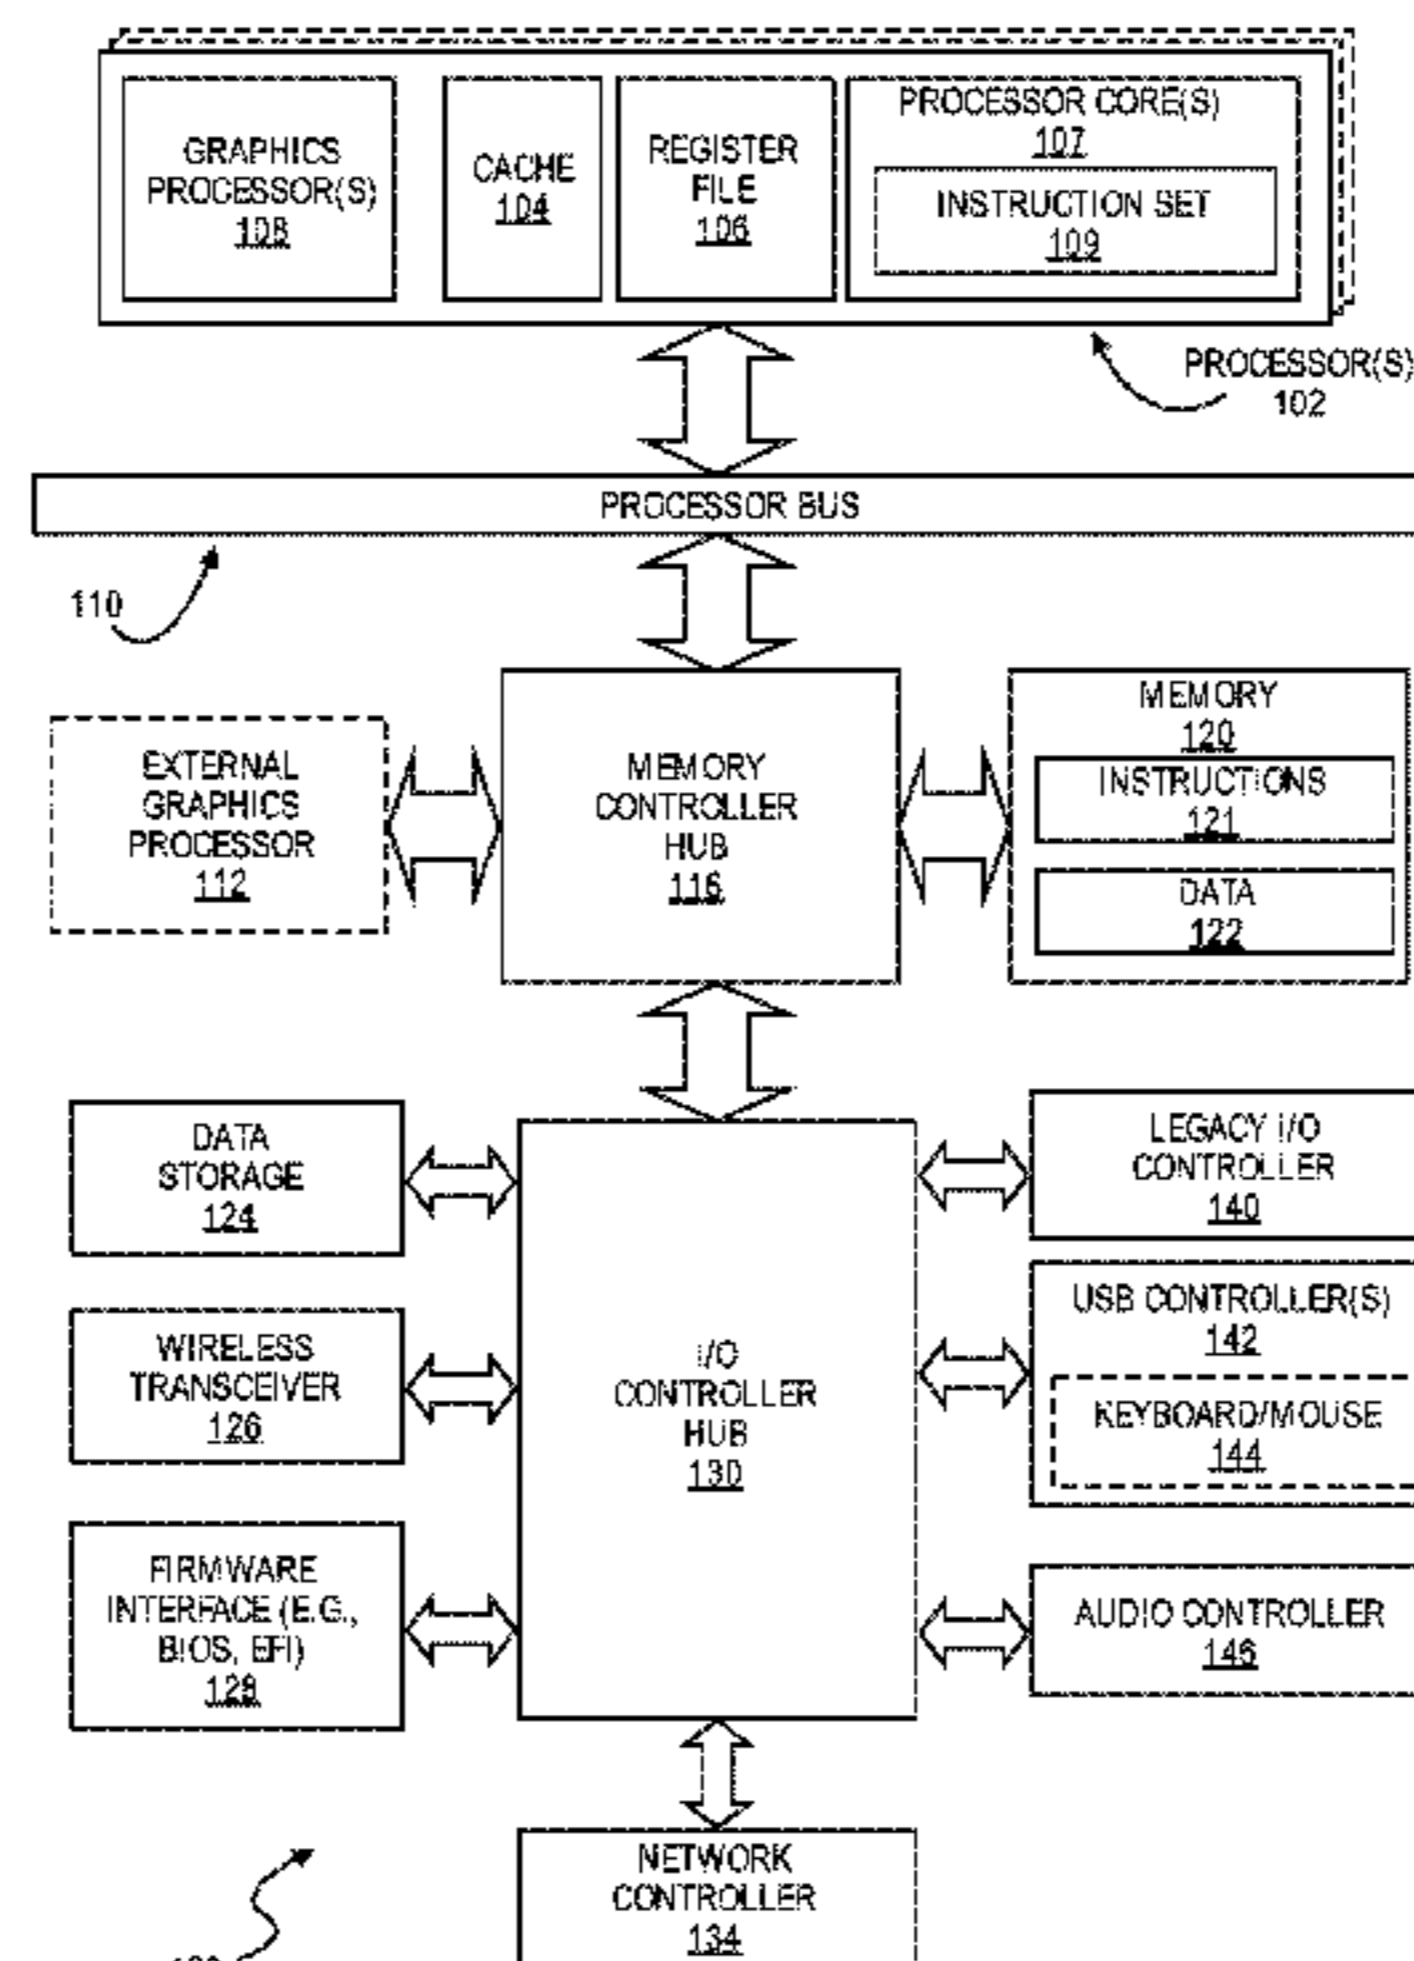 GRAPHICS
PROCESSOR(S)
108
CACHE
104
REGISTER
FILE
106
PROCESSOR CORE(S)
107
INSTRUCTION SET
109
PROCESSOR(S)
102
PROCESSOR BUS
110
EXTERNAL
GRAPHICS
PROCESSOR
112
MEMORY
CONTROLLER
HUB
116
MEMORY
120
INSTRUCTIONS
121
DATA
122
DATA
STORAGE
124
WIRELESS
TRANSCEIVER
126
FIRMWARE
INTERFACE (E.G.,
BIOS, EFI)
128
I/O
CONTROLLER
HUB
130
LEGACY I/O
CONTROLLER
140
USB CONTROLLER(S)
142
KEYBOARD/MOUSE
144
AUDIO CONTROLLER
146
NETWORK
CONTROLLER
134